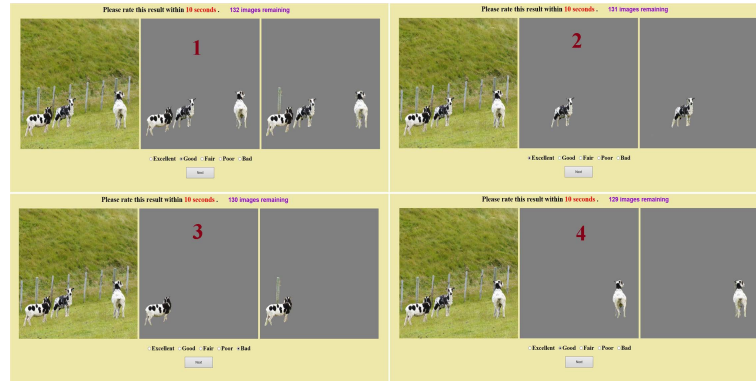 Please rate this result within 10 seconds . 132 images remaining
1
Excellent Good Fair Poor Bad
Next
Please rate this result within 10 seconds . 131 images remaining
2
Excellent Good Fair Poor Bad
Next
Please rate this result within 10 seconds . 130 images remaining
3
Excellent Good Fair Poor Bad
Next
Please rate this result within 10 seconds . 129 images remaining
4
Excellent Good Fair Poor Bad
Next